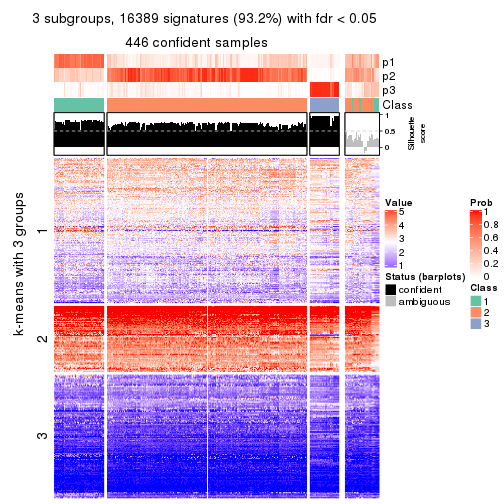 3 subgroups, 16389 signatures (93.2%) with fdr < 0.05
446 confident samples
p1
p2
p3
Class
1
0.5
0
Silhouette
score
k-means with 3 groups
1
2
3
Value
5
4
3
2
1
Status (barplots)
confident
ambiguous
Prob
1
0.8
0.6
0.4
0.2
0
Class
1
2
3